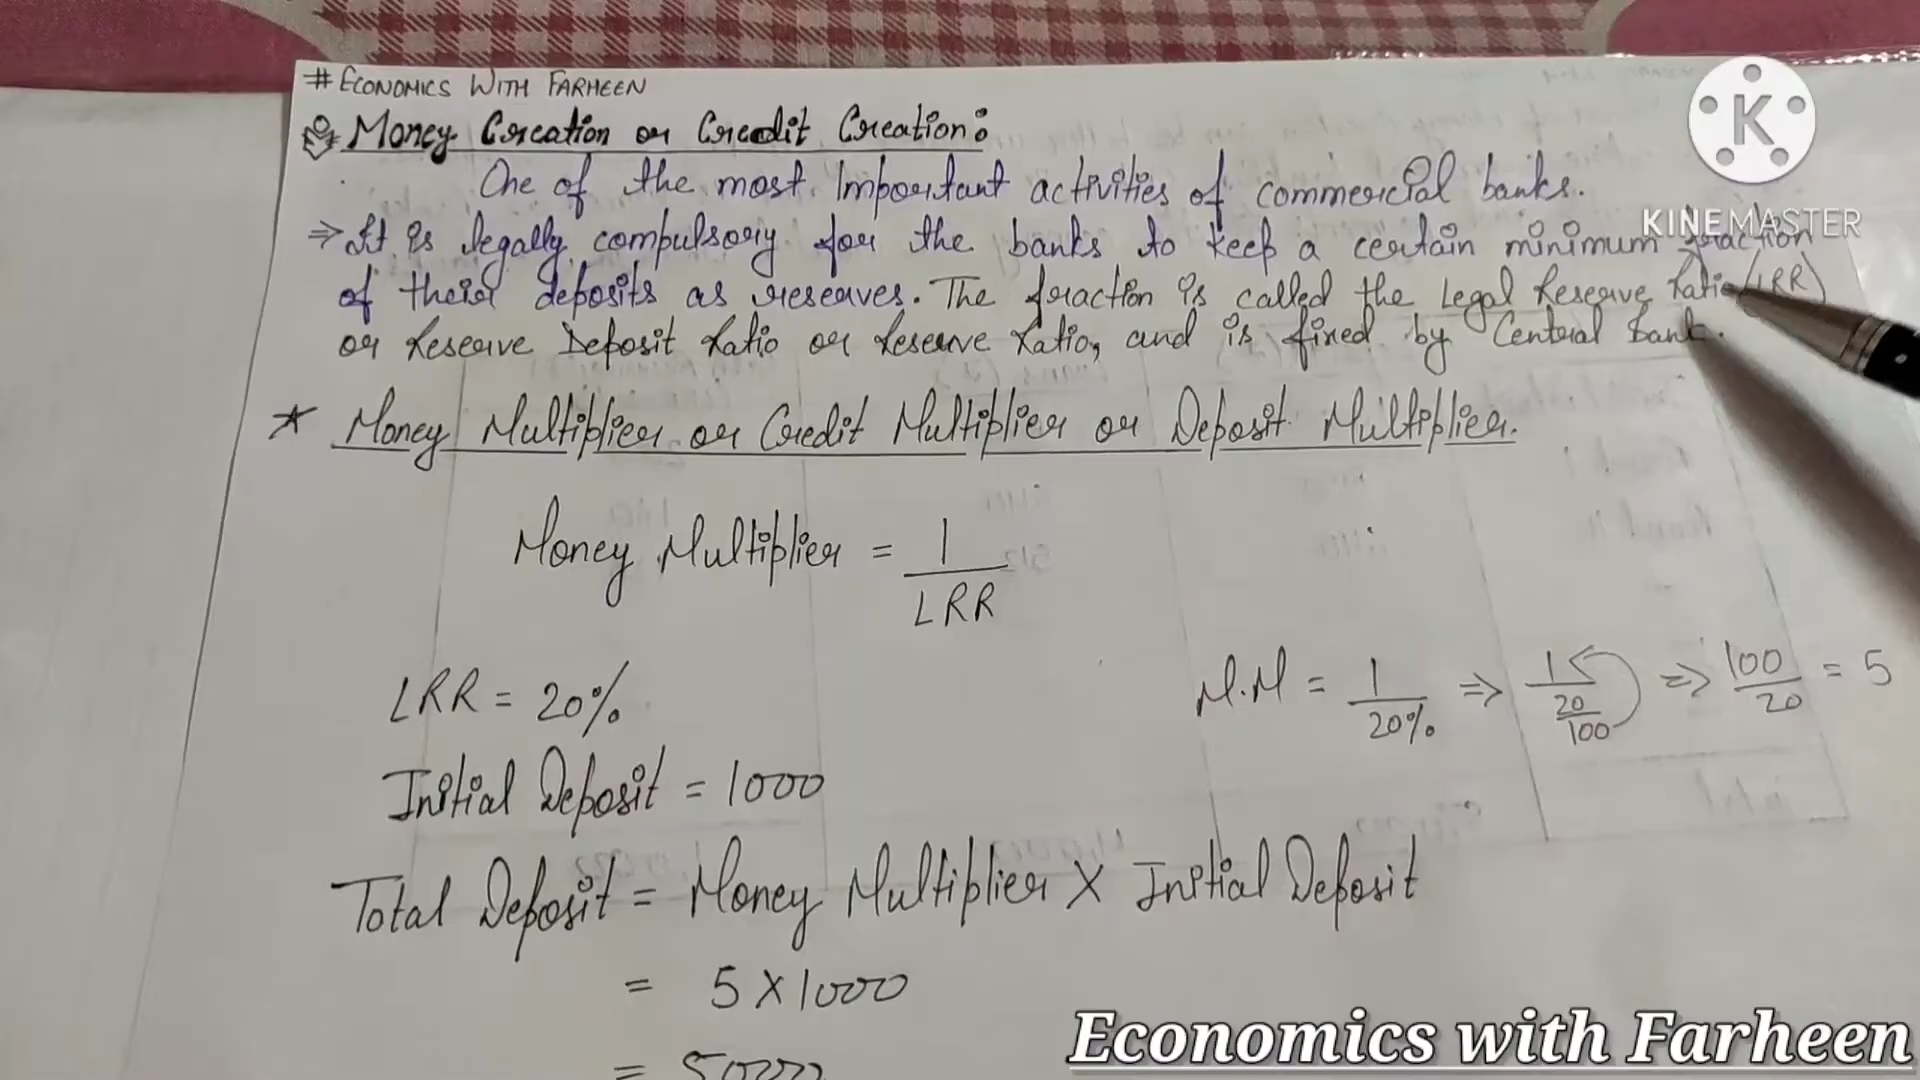 # ECONOMICS WITH FARHEEN
Money Creation or Credit Creation:
One of the most Important activities of commercial banks.
⇒ It is legally compulsory for the banks to keep a certain minimum fraction
of their deposits as reserves. The fraction is called the Legal Reserve Ratio (LRR)
or Reserve Deposit Ratio or Reserve Ratio, and is fixed by Central Bank.
* Money Multiplier or Credit Multiplier or Deposit Multiplier.
Money Multiplier = 1/LRR
LRR = 20%
M.M = 1/20% ⇒ 1/(20/100) ⇒ 100/20 = 5
Initial Deposit = 1000
Total Deposit = Money Multiplier X Initial Deposit
= 5 X 1000
= 5000
K
KINEMASTER
Economics with Farheen